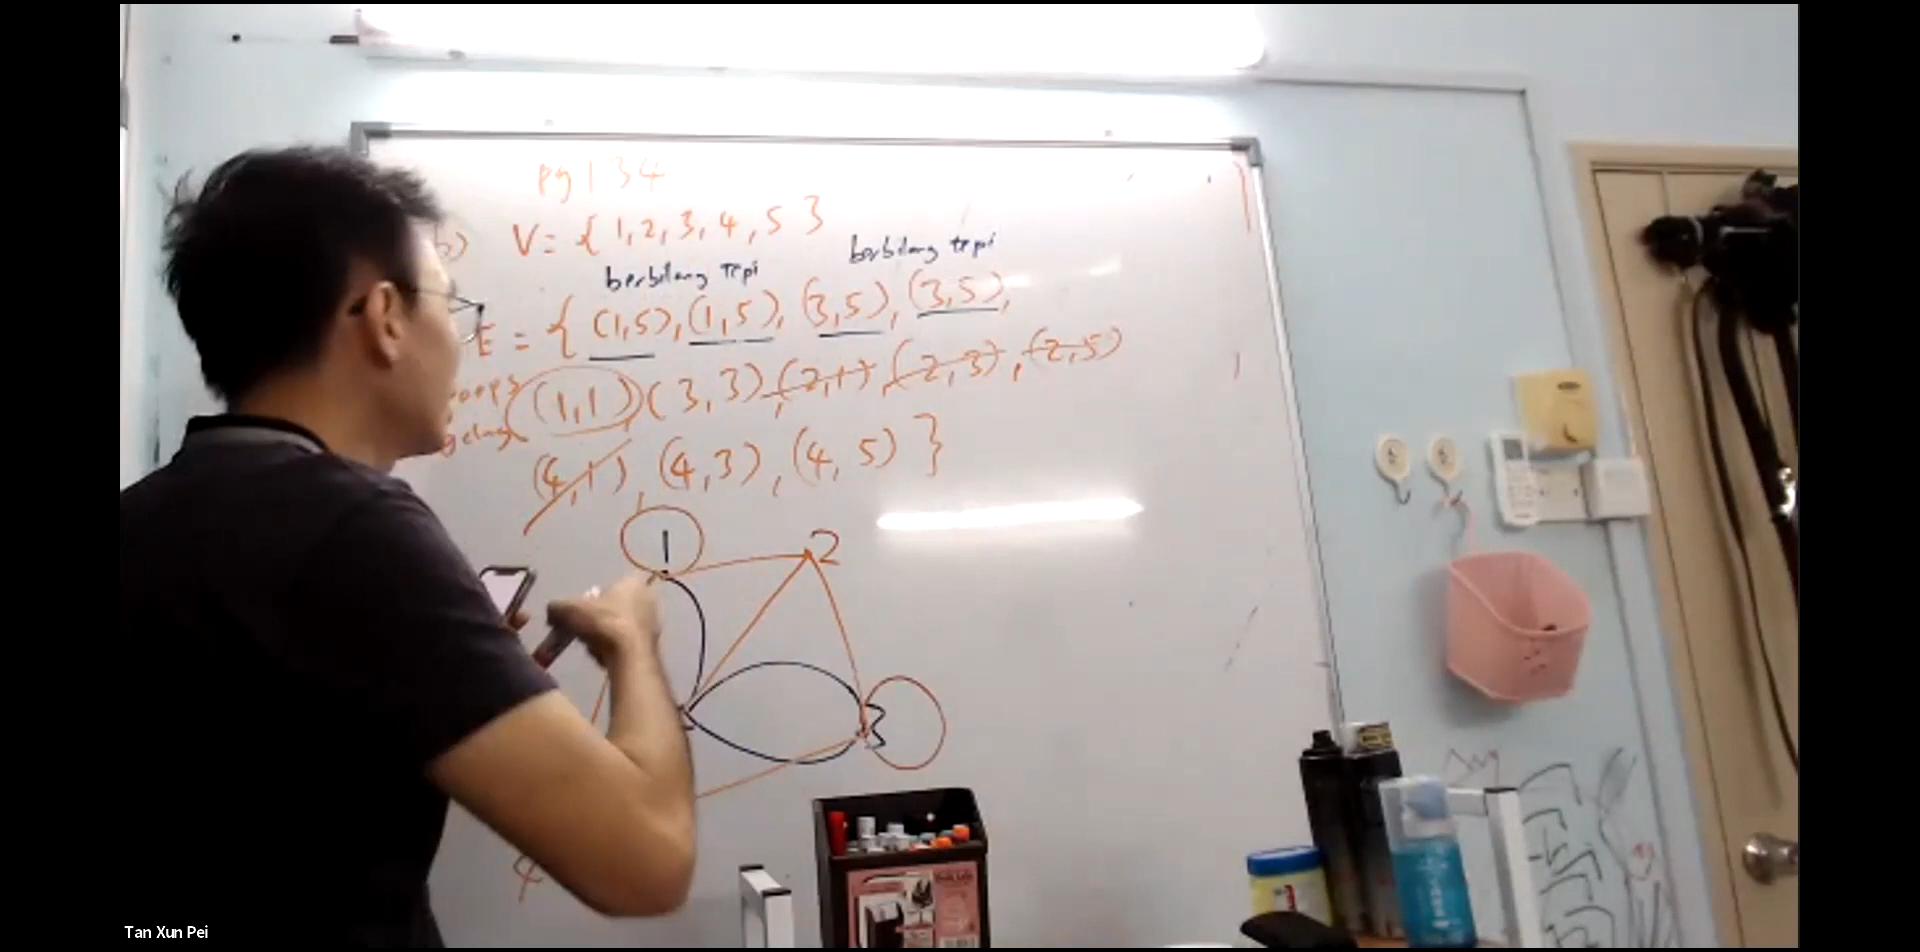 pg 134
b) V = { 1, 2, 3, 4, 5 }
berbilang tepi berbilang tepi
E = { (1,5), (1,5), (3,5), (3,5),
loops (1,1) (3,3), (2,1), (2,3), (2,5)
gelung
(4,1), (4,3), (4,5) }
1 2
3
4
Tan Xun Pei